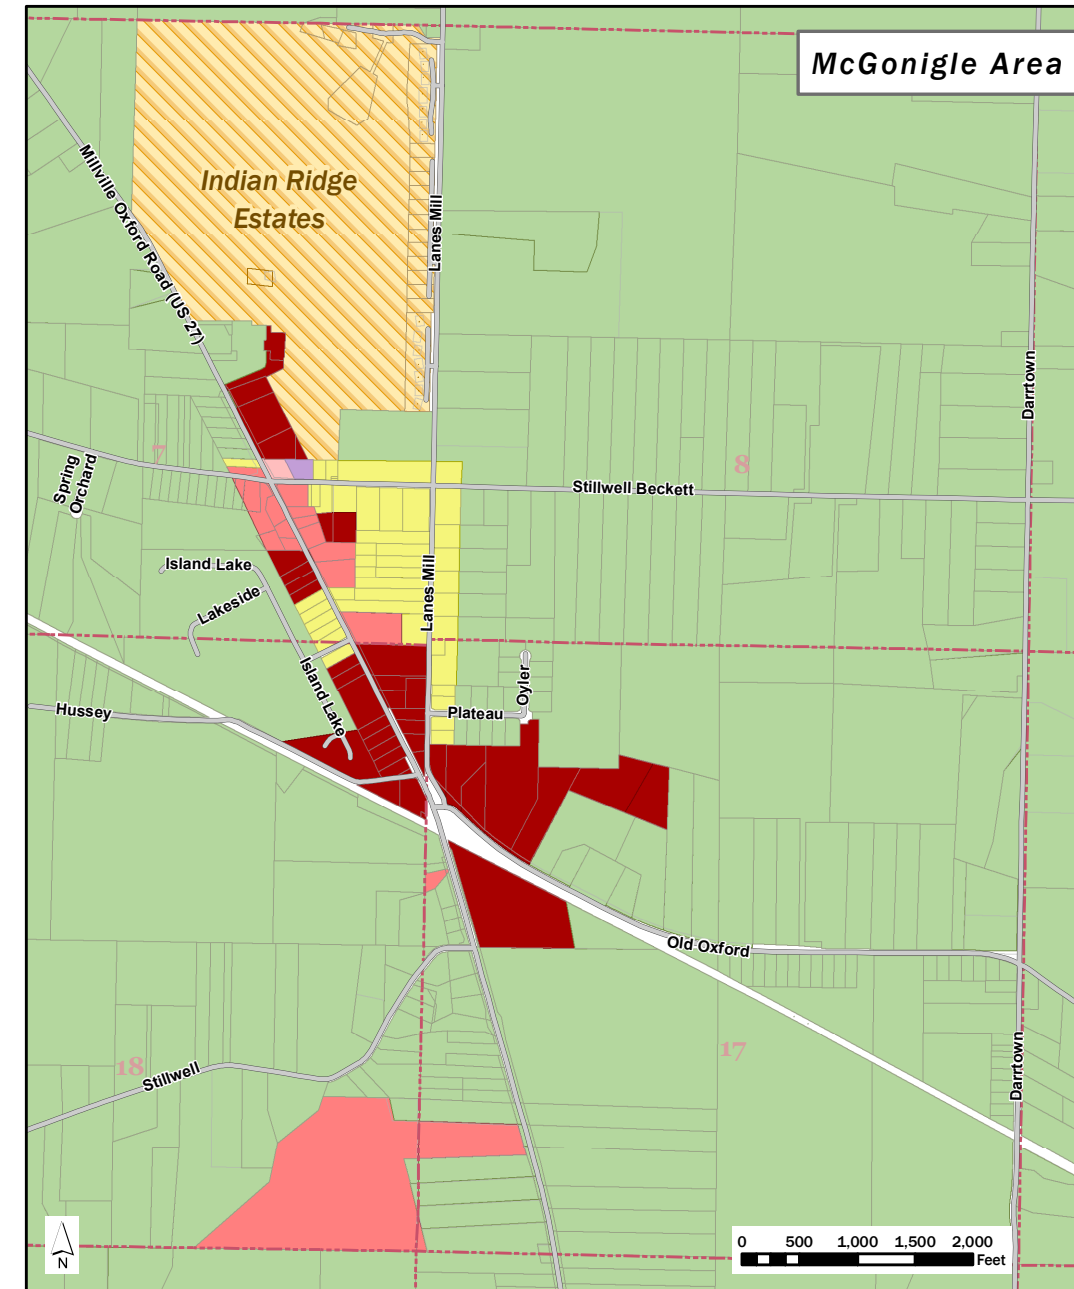 McGonigle Area
Indian Ridge
Estates
Millville Oxford Road (US 27)
Lanes Mill
Darrtown
7
8
Spring
Orchard
Stillwell Beckett
Island Lake
Lakeside
Lanes Mill
Island Lake
Oyler
Hussey
Plateau
Old Oxford
18
17
Stillwell
Darrtown
N
0 500 1,000 1,500 2,000
Feet